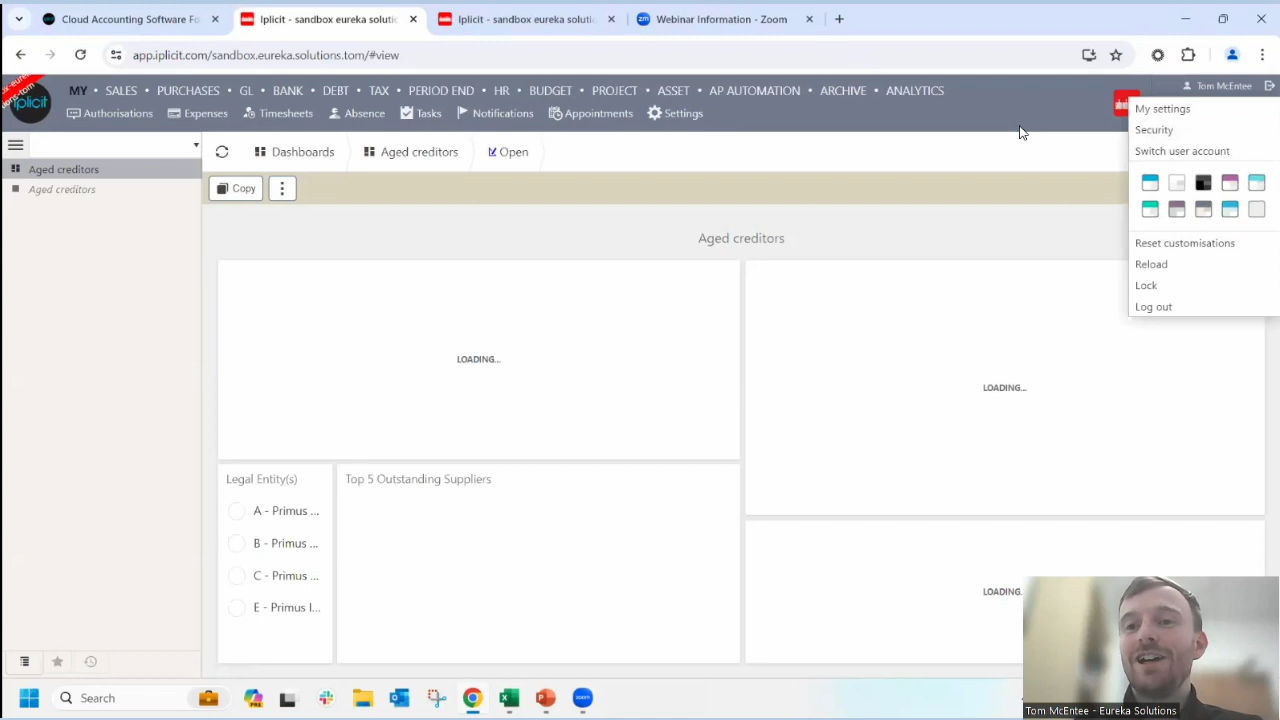 Cloud Accounting Software Fo
Iplicit - sandbox eureka soluti
Iplicit - sandbox eureka soluti
Webinar Information - Zoom
app.iplicit.com/sandbox.eureka.solutions.tom/#view
MY • SALES • PURCHASES • GL • BANK • DEBT • TAX • PERIOD END • HR • BUDGET • PROJECT • ASSET • AP AUTOMATION • ARCHIVE • ANALYTICS
Tom McEntee
Authorisations Expenses Timesheets Absence Tasks Notifications Appointments Settings
My settings
Security
Switch user account
Reset customisations
Reload
Lock
Log out
Dashboards Aged creditors Open
Aged creditors
Aged creditors
Copy
Aged creditors
LOADING...
LOADING...
Legal Entity(s)
A - Primus ...
B - Primus ...
C - Primus ...
E - Primus I...
Top 5 Outstanding Suppliers
LOADING.
Search
zoom
Tom McEntee - Eureka Solutions